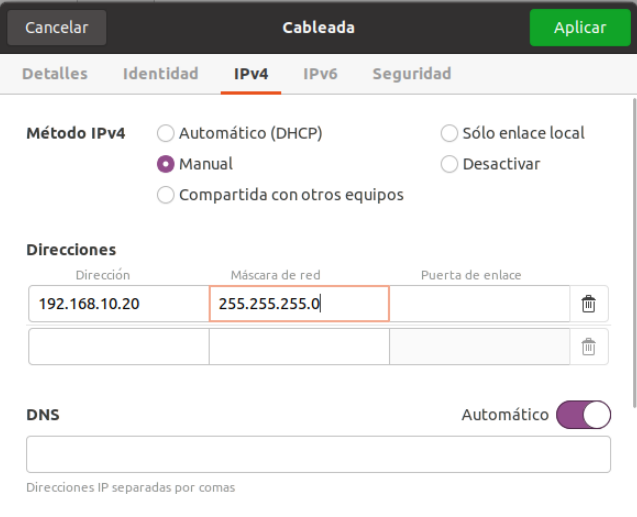 Cancelar Cableada Aplicar
Detalles Identidad IPv4 IPv6 Seguridad
Método IPv4 Automático (DHCP) Sólo enlace local
Manual Desactivar
Compartida con otros equipos
Direcciones
Dirección Máscara de red Puerta de enlace
192.168.10.20 255.255.255.0
DNS Automático
Direcciones IP separadas por comas